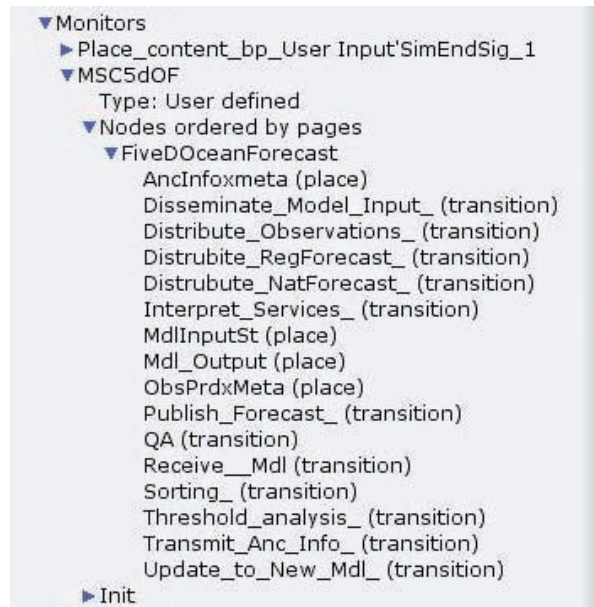 Monitors
Place_content_bp_User Input'SimEndSig_1
MSC5dOF
Type: User defined
Nodes ordered by pages
FiveDOceanForecast
AncInfoxmeta (place)
Disseminate_Model_Input_ (transition)
Distribute_Observations_ (transition)
Distrubite_RegForecast_ (transition)
Distrubute_NatForecast_ (transition)
Interpret_Services_ (transition)
MdlInputSt (place)
Mdl_Output (place)
ObsPrdxMeta (place)
Publish_Forecast_ (transition)
QA (transition)
Receive__Mdl (transition)
Sorting_ (transition)
Threshold_analysis_ (transition)
Transmit_Anc_Info_ (transition)
Update_to_New_Mdl_ (transition)
Init